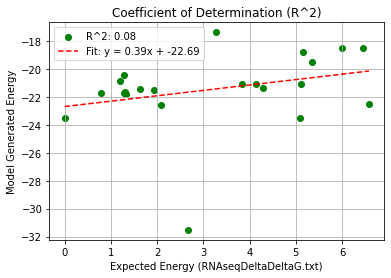 Coefficient of Determination (R^2)
R^2: 0.08
Fit: y = 0.39x + -22.69
Model Generated Energy
−18
−20
−22
−24
−26
−28
−30
−32
0 1 2 3 4 5 6
Expected Energy (RNAseqDeltaDeltaG.txt)